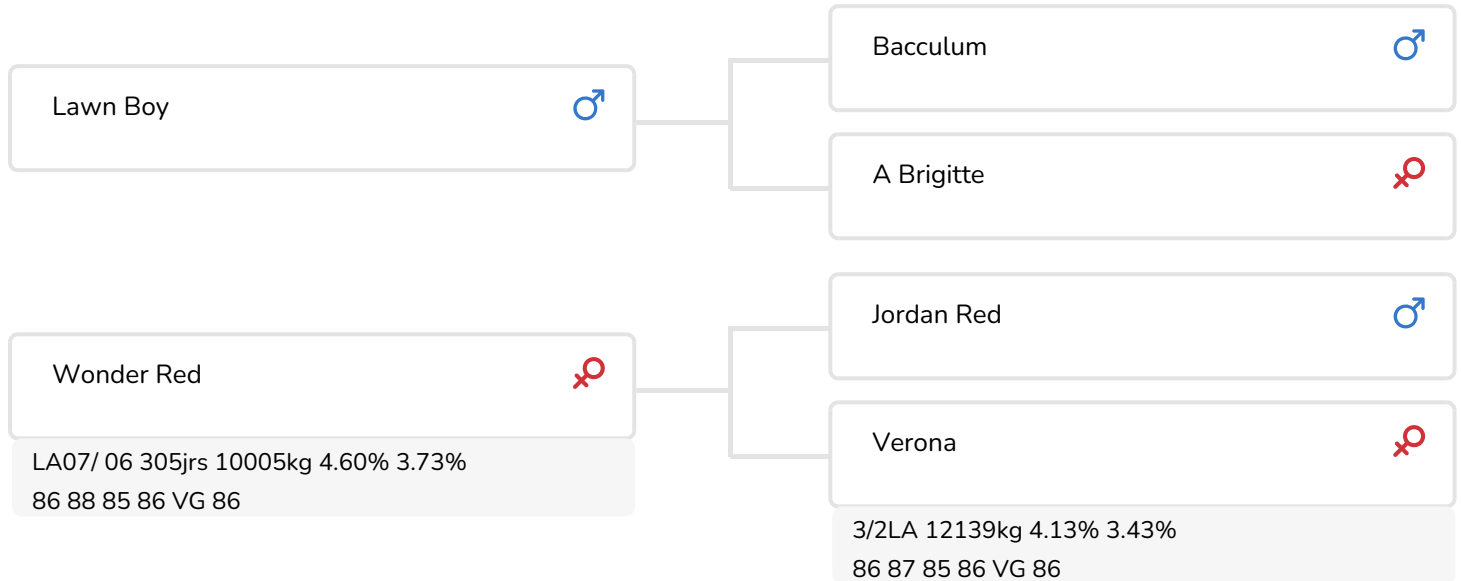 Bacculum
Lawn Boy
A Brigitte
Jordan Red
Wonder Red
Verona
LA07/ 06 305jrs 10005kg 4.60% 3.73%
86 88 85 86 VG 86
3/2LA 12139kg 4.13% 3.43%
86 87 85 86 VG 86